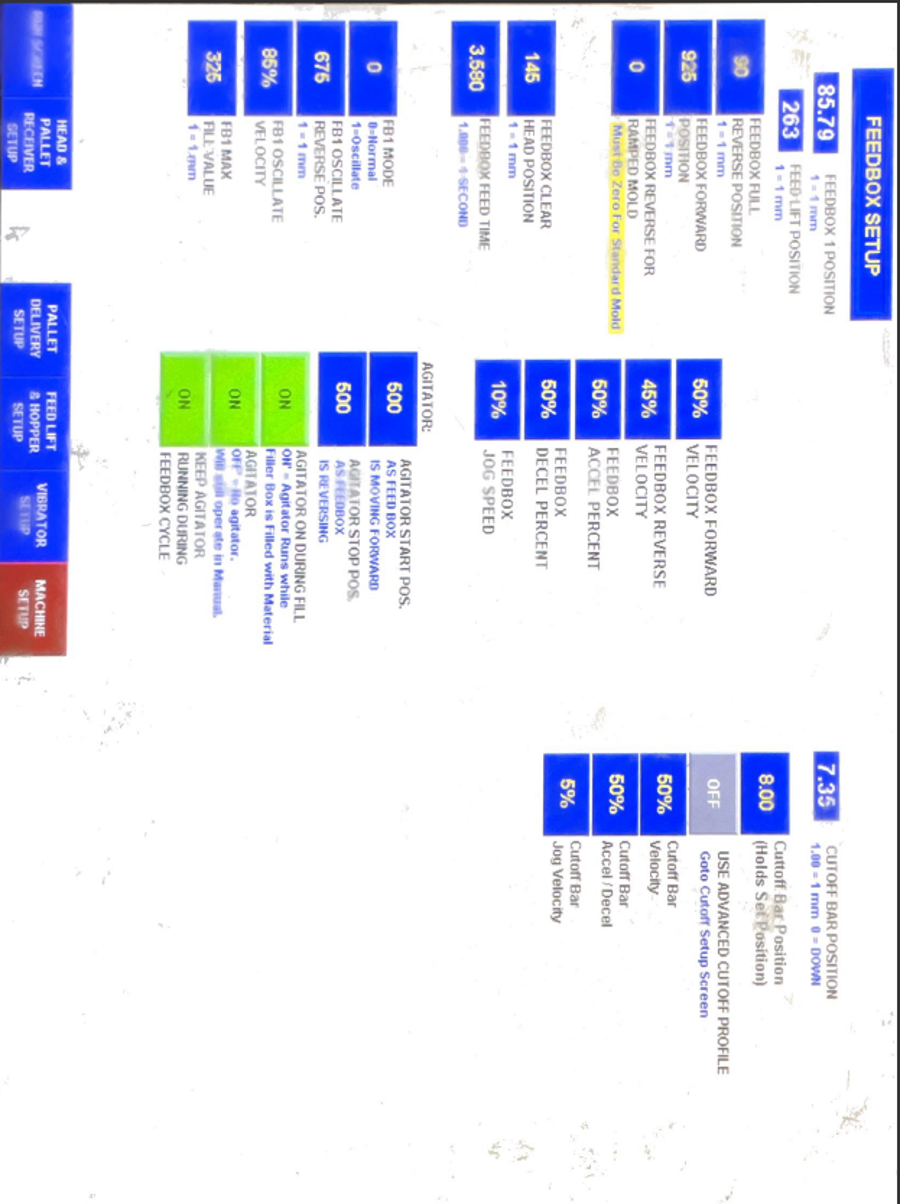 FEEDBOX SETUP
85.79
FEEDBOX 1 POSITION
1 = 1 mm
263
FEED LIFT POSITION
1 = 1 mm
90
FEEDBOX FULL
REVERSE POSITION
1 = 1 mm
925
FEEDBOX FORWARD
POSITION
1 = 1 mm
0
FEEDBOX REVERSE FOR
RAMPED MOLD
Must Be Zero For Standard Mold
145
FEEDBOX CLEAR
HEAD POSITION
1 = 1 mm
3.580
FEEDBOX FEED TIME
1.000 = 1 SECOND
0
FB1 MODE
0=Normal
1=Oscillate
675
FB1 OSCILLATE
REVERSE POS.
1 = 1 mm
85%
FB1 OSCILLATE
VELOCITY
325
FB1 MAX
FILL VALUE
1 = 1 mm
50%
FEEDBOX FORWARD
VELOCITY
45%
FEEDBOX REVERSE
VELOCITY
50%
FEEDBOX
ACCEL PERCENT
50%
FEEDBOX
DECEL PERCENT
10%
FEEDBOX
JOG SPEED
AGITATOR:
500
AGITATOR START POS.
AS FEED BOX
IS MOVING FORWARD
500
AGITATOR STOP POS.
AS FEEDBOX
IS REVERSING
ON
AGITATOR ON DURING FILL
ON" = Agitator Runs while
Filler Box is Filled with Material
ON
AGITATOR
OFF" = No agitator.
Will still operate in Manual.
ON
KEEP AGITATOR
RUNNING DURING
FEEDBOX CYCLE
7.35
CUTOFF BAR POSITION
1.00 = 1 mm 0 = DOWN
8.00
Cuttoff Bar Position
(Holds Set Position)
OFF
USE ADVANCED CUTOFF PROFILE
Goto Cutoff Setup Screen
50%
Cutoff Bar
Velocity
50%
Cutoff Bar
Accel / Decel
5%
Cutoff Bar
Jog Velocity
RUN SCREEN
HEAD &
PALLET
RECEIVER
SETUP
PALLET
DELIVERY
SETUP
FEED LIFT
& HOPPER
SETUP
VIBRATOR
SETUP
MACHINE
SETUP